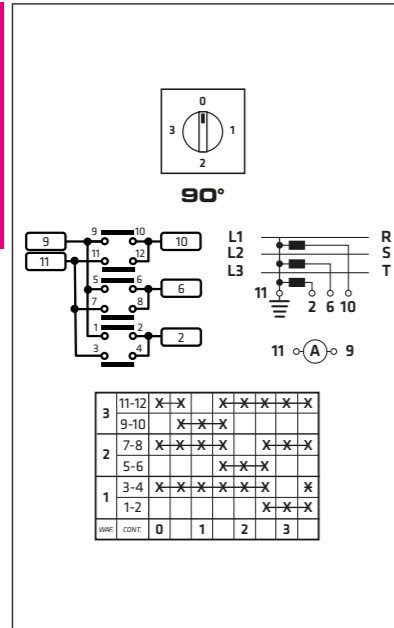 0
3 1
2
90°
9 10
9 10
11 12
11
5 6
6
7 8
1 2
2
3 4
L1 R
L2 S
L3 T
11 2 6 10
11 A 9
3 11-12 X X X X X X X
9-10 X X X
2 7-8 X X X X X X X
5-6 X X X
1 3-4 X X X X X X X
1-2 X X X
WAF. CONT. 0 1 2 3